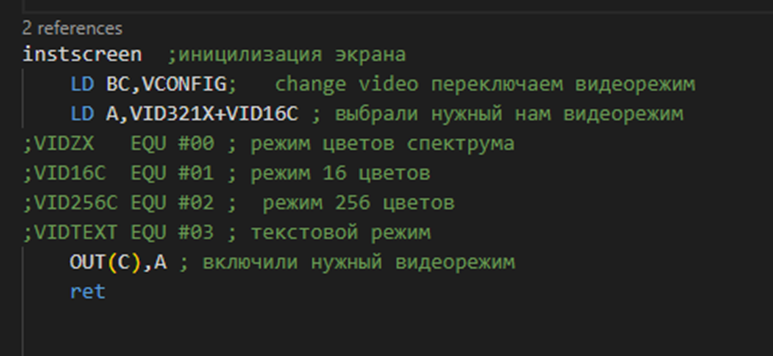 2 references
instscreen  ;иницилизация экрана
LD BC,VCONFIG;   change video переключаем видеорежим
LD A,VID321X+VID16C ; выбрали нужный нам видеорежим
;VIDZX   EQU #00 ; режим цветов спектрума
;VID16C  EQU #01 ; режим 16 цветов
;VID256C EQU #02 ;  режим 256 цветов
;VIDTEXT EQU #03 ; текстовой режим
OUT(C),A ; включили нужный видеорежим
ret